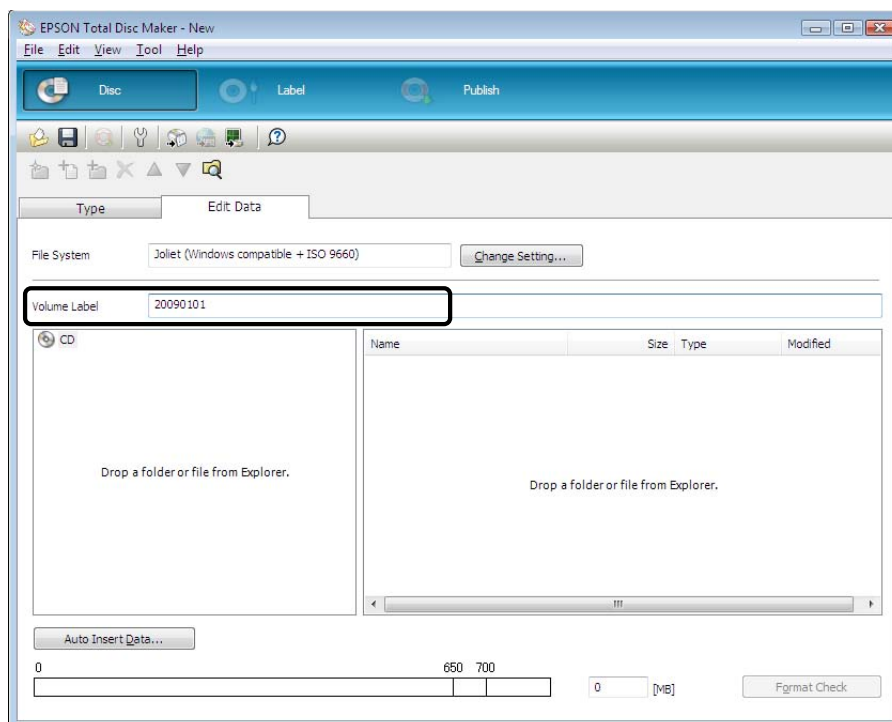 EPSON Total Disc Maker - New
File Edit View Tool Help
Disc Label Publish
Type Edit Data
File System Joliet (Windows compatible + ISO 9660) Change Setting...
Volume Label 20090101
CD
Name Size Type Modified
Drop a folder or file from Explorer.
Drop a folder or file from Explorer.
Auto Insert Data...
0 650 700
0 [MB] Format Check